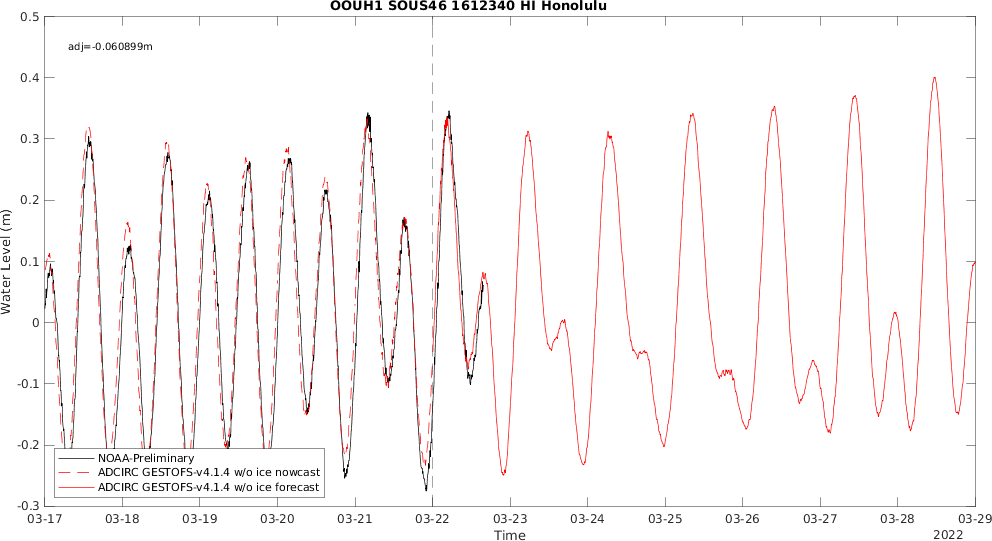 OOUH1 SOUS46 1612340 HI Honolulu
adj=-0.060899m
0.5
0.4
0.3
0.2
0.1
0
-0.1
-0.2
-0.3
Water Level (m)
NOAA-Preliminary
ADCIRC GESTOFS-v4.1.4 w/o ice nowcast
ADCIRC GESTOFS-v4.1.4 w/o ice forecast
03-17 03-18 03-19 03-20 03-21 03-22 03-23 03-24 03-25 03-26 03-27 03-28 03-29
Time
2022